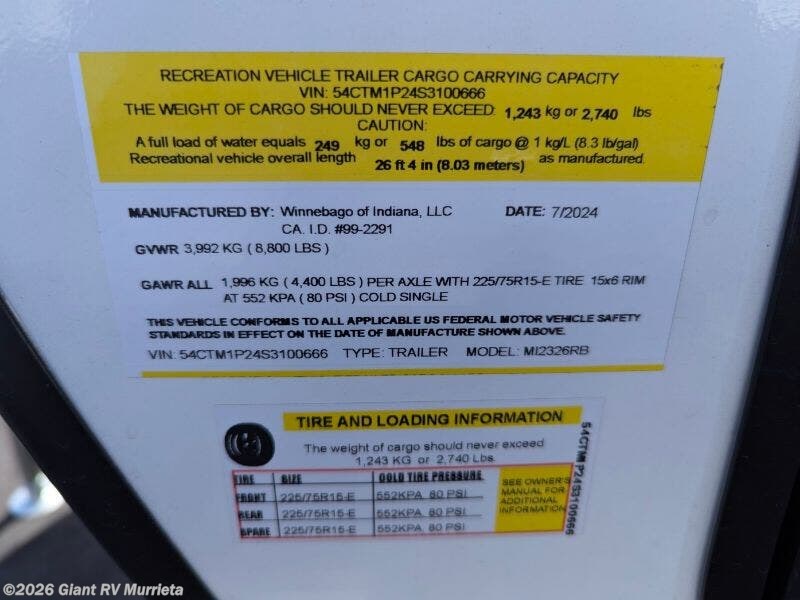 RECREATION VEHICLE TRAILER CARGO CARRYING CAPACITY
VIN: 54CTM1P24S3100666
THE WEIGHT OF CARGO SHOULD NEVER EXCEED: 1,243 kg or 2,740 lbs
CAUTION:
A full load of water equals 249 kg or 548 lbs of cargo @ 1 kg/L (8.3 lb/gal)
Recreational vehicle overall length 26 ft 4 in (8.03 meters) as manufactured.
MANUFACTURED BY: Winnebago of Indiana, LLC DATE: 7/2024
CA. I.D. #99-2291
GVWR 3,992 KG ( 8,800 LBS )
GAWR ALL 1,996 KG ( 4,400 LBS ) PER AXLE WITH 225/75R15-E TIRE 15x6 RIM
AT 552 KPA ( 80 PSI ) COLD SINGLE
THIS VEHICLE CONFORMS TO ALL APPLICABLE US FEDERAL MOTOR VEHICLE SAFETY
STANDARDS IN EFFECT ON THE DATE OF MANUFACTURE SHOWN ABOVE.
VIN: 54CTM1P24S3100666 TYPE: TRAILER MODEL: MI2326RB
TIRE AND LOADING INFORMATION
The weight of cargo should never exceed
1,243 KG or 2,740 Lbs.
TIRE SIZE COLD TIRE PRESSURE
FRONT 225/75R15-E 552KPA 80 PSI
REAR 225/75R15-E 552KPA 80 PSI
SPARE 225/75R15-E 552KPA 80 PSI
SEE OWNER'S
MANUAL FOR
ADDITIONAL
INFORMATION
54CTM1P24S3100666
©2026 Giant RV Murrieta